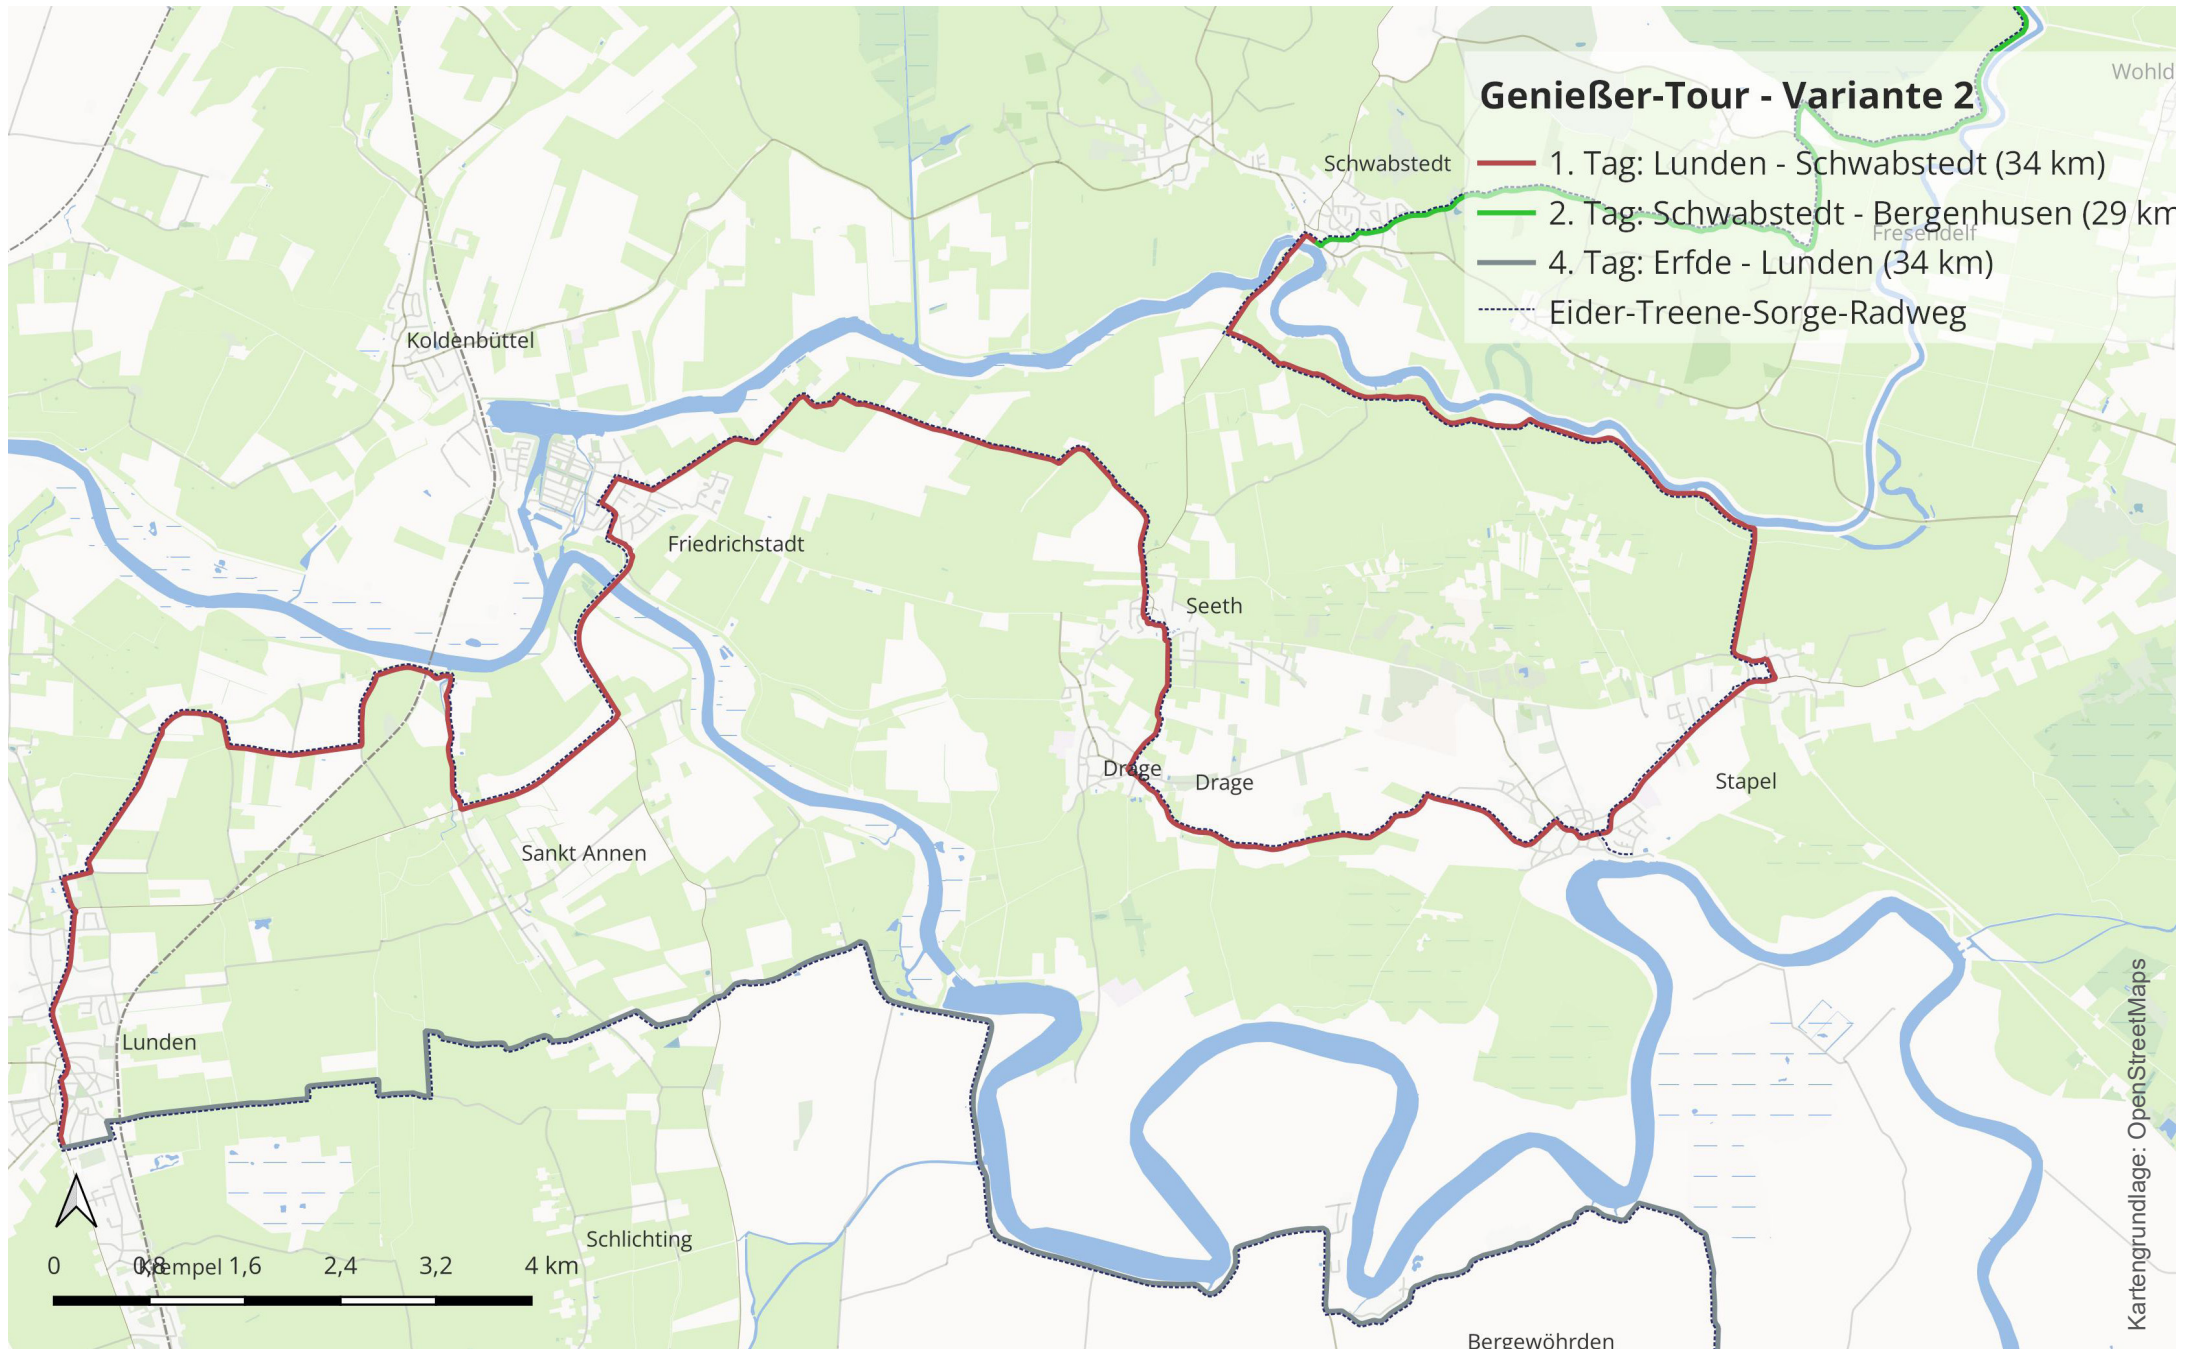 Wohld
Genießer-Tour - Variante 2
Schwabstedt
1. Tag: Lunden - Schwabstedt (34 km)
2. Tag: Schwabstedt - Bergenhusen (29 km
Fresendelf
4. Tag: Erfde - Lunden (34 km)
Eider-Treene-Sorge-Radweg
Koldenbüttel
Friedrichstadt
Seeth
Drage
Drage
Stapel
Sankt Annen
Lunden
Schlichting
0 0,8 1,6 2,4 3,2 4 km
Krempel
Bergewöhrden
Kartengrundlage: OpenStreetMaps